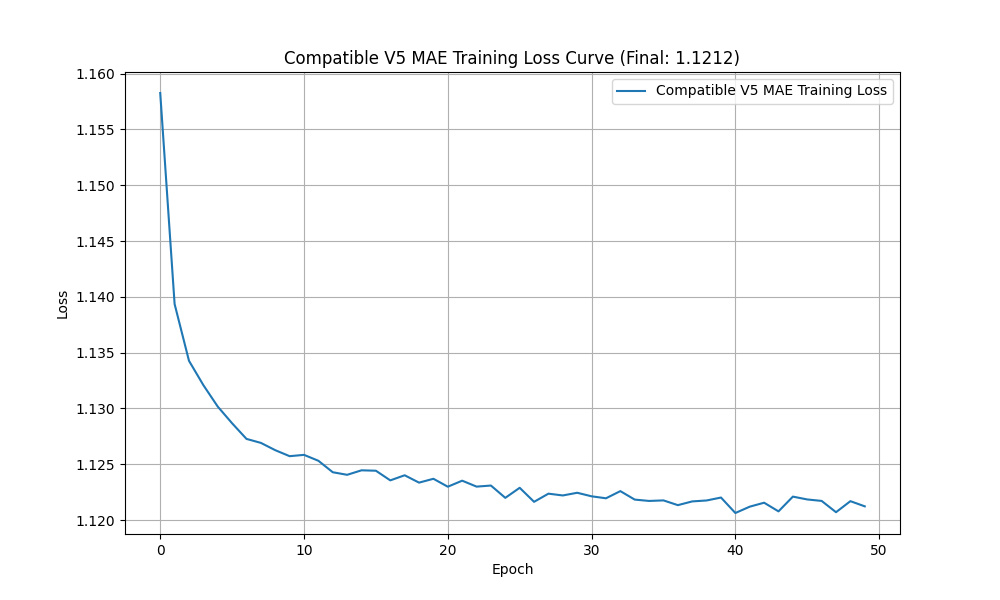 Compatible V5 MAE Training Loss Curve (Final: 1.1212)
Compatible V5 MAE Training Loss
1.160
1.155
1.150
1.145
1.140
1.135
1.130
1.125
1.120
Loss
0 10 20 30 40 50
Epoch